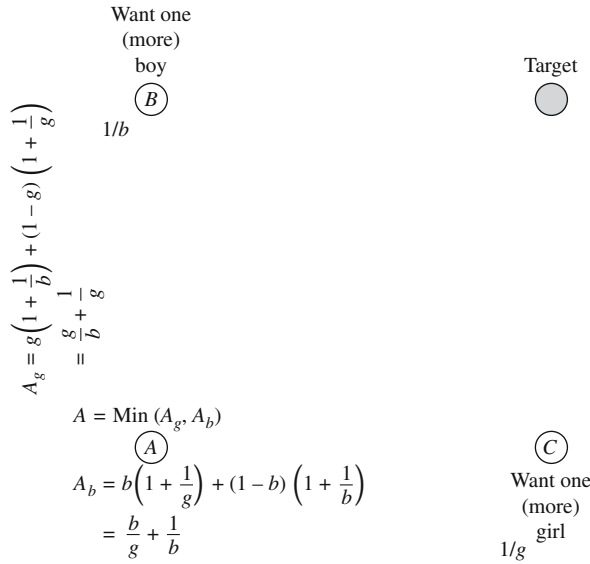 Want one
(more)
boy
B
1/b
Target
A_g = g(1 + 1/b) + (1 – g) (1 + 1/g)
= g/b + 1/g
A = Min (A_g, A_b)
A
A_b = b(1 + 1/g) + (1 – b) (1 + 1/b)
= b/g + 1/b
C
Want one
(more)
girl
1/g